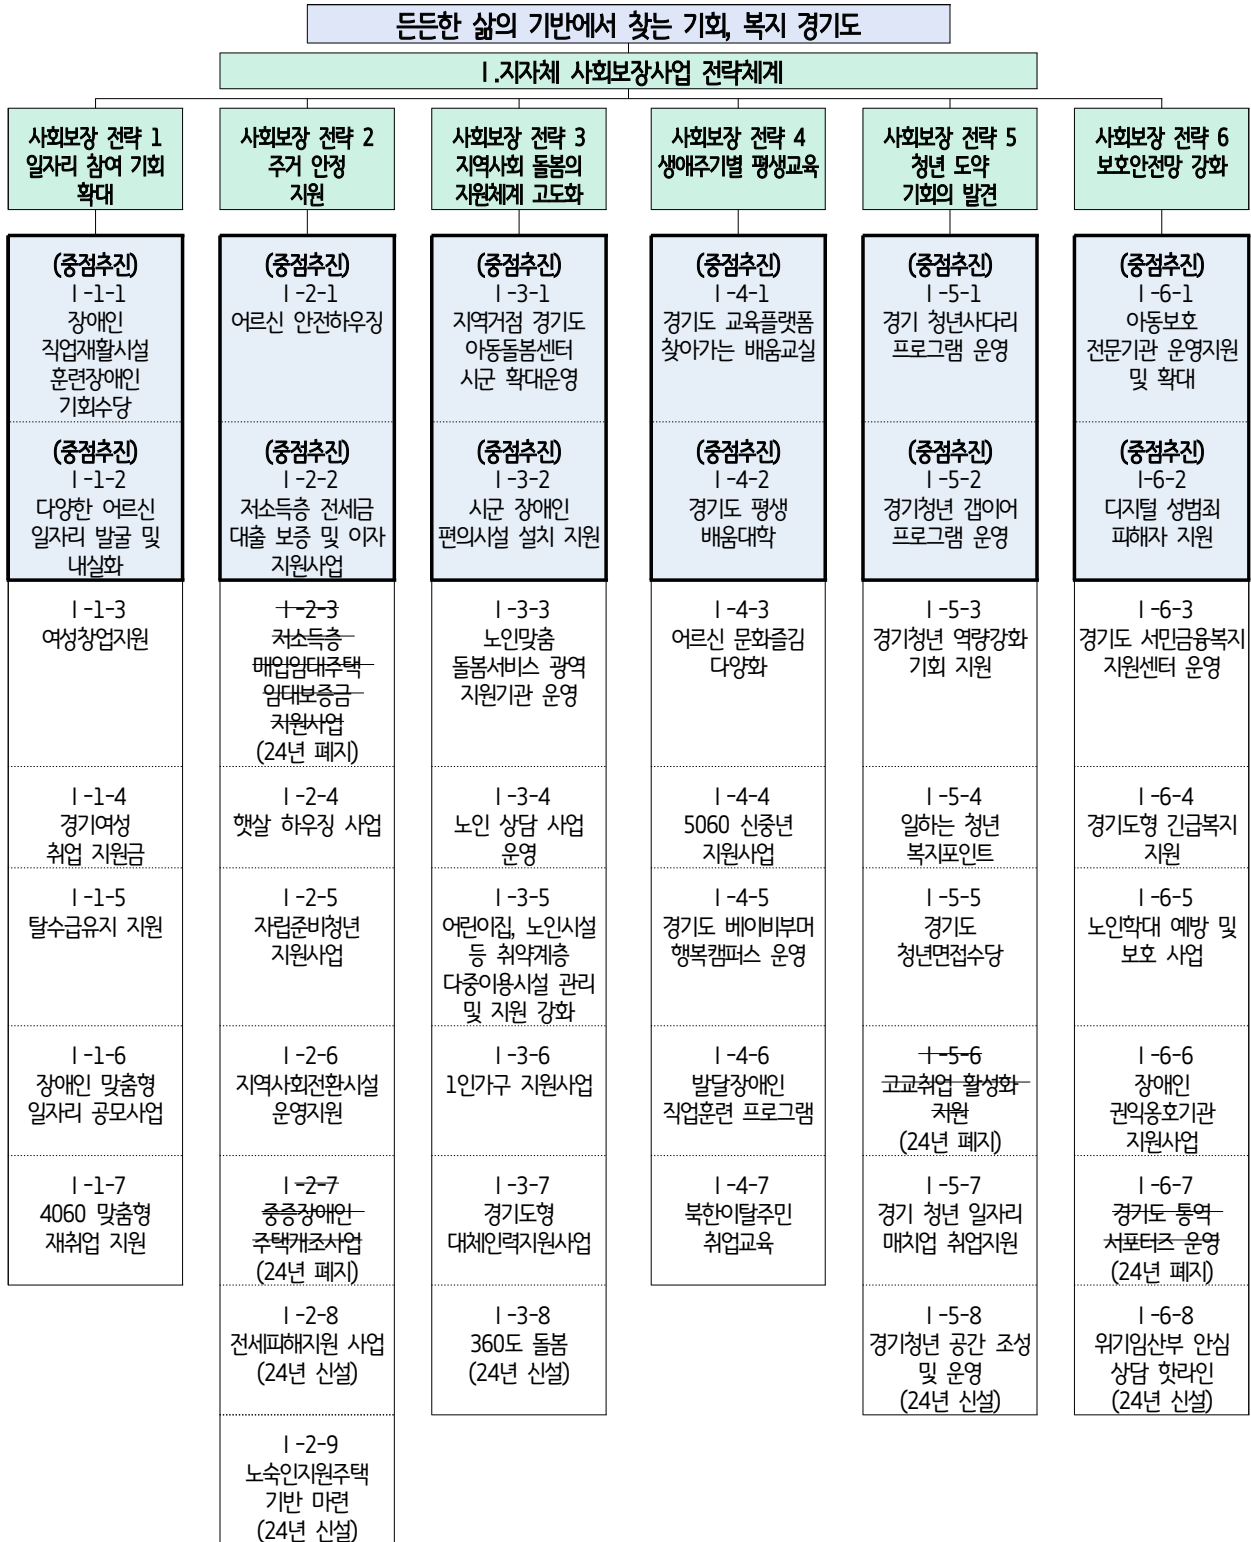 든든한 삶의 기반에서 찾는 기회, 복지 경기도
Ⅰ.지자체 사회보장사업 전략체계
사회보장 전략 1
일자리 참여 기회
확대
사회보장 전략 2
주거 안정
지원
사회보장 전략 3
지역사회 돌봄의
지원체계 고도화
사회보장 전략 4
생애주기별 평생교육
사회보장 전략 5
청년 도약
기회의 발견
사회보장 전략 6
보호안전망 강화
(중점추진)
Ⅰ-1-1
장애인
직업재활시설
훈련장애인
기회수당
(중점추진)
Ⅰ-2-1
어르신 안전하우징
(중점추진)
Ⅰ-3-1
지역거점 경기도
아동돌봄센터
시군 확대운영
(중점추진)
Ⅰ-4-1
경기도 교육플랫폼
찾아가는 배움교실
(중점추진)
Ⅰ-5-1
경기 청년사다리
프로그램 운영
(중점추진)
Ⅰ-6-1
아동보호
전문기관 운영지원
및 확대
(중점추진)
Ⅰ-1-2
다양한 어르신
일자리 발굴 및
내실화
(중점추진)
Ⅰ-2-2
저소득층 전세금
대출 보증 및 이자
지원사업
(중점추진)
Ⅰ-3-2
시군 장애인
편의시설 설치 지원
(중점추진)
Ⅰ-4-2
경기도 평생
배움대학
(중점추진)
Ⅰ-5-2
경기청년 갭이어
프로그램 운영
(중점추진)
Ⅰ-6-2
디지털 성범죄
피해자 지원
Ⅰ-1-3
여성창업지원
Ⅰ-2-3
저소득층
매입임대주택
임대보증금
지원사업
(24년 폐지)
Ⅰ-3-3
노인맞춤
돌봄서비스 광역
지원기관 운영
Ⅰ-4-3
어르신 문화즐김
다양화
Ⅰ-5-3
경기청년 역량강화
기회 지원
Ⅰ-6-3
경기도 서민금융복지
지원센터 운영
Ⅰ-1-4
경기여성
취업 지원금
Ⅰ-2-4
햇살 하우징 사업
Ⅰ-3-4
노인 상담 사업
운영
Ⅰ-4-4
5060 신중년
지원사업
Ⅰ-5-4
일하는 청년
복지포인트
Ⅰ-6-4
경기도형 긴급복지
지원
Ⅰ-1-5
탈수급유지 지원
Ⅰ-2-5
자립준비청년
지원사업
Ⅰ-3-5
어린이집, 노인시설
등 취약계층
다중이용시설 관리
및 지원 강화
Ⅰ-4-5
경기도 베이비부머
행복캠퍼스 운영
Ⅰ-5-5
경기도
청년면접수당
Ⅰ-6-5
노인학대 예방 및
보호 사업
Ⅰ-1-6
장애인 맞춤형
일자리 공모사업
Ⅰ-2-6
지역사회전환시설
운영지원
Ⅰ-3-6
1인가구 지원사업
Ⅰ-4-6
발달장애인
직업훈련 프로그램
Ⅰ-5-6
고교취업 활성화
지원
(24년 폐지)
Ⅰ-6-6
장애인
권익옹호기관
지원사업
Ⅰ-1-7
4060 맞춤형
재취업 지원
Ⅰ-2-7
중증장애인
주택개조사업
(24년 폐지)
Ⅰ-3-7
경기도형
대체인력지원사업
Ⅰ-4-7
북한이탈주민
취업교육
Ⅰ-5-7
경기 청년 일자리
매치업 취업지원
Ⅰ-6-7
경기도 통역
서포터즈 운영
(24년 폐지)
Ⅰ-2-8
전세피해지원 사업
(24년 신설)
Ⅰ-3-8
360도 돌봄
(24년 신설)
Ⅰ-5-8
경기청년 공간 조성
및 운영
(24년 신설)
Ⅰ-6-8
위기임산부 안심
상담 핫라인
(24년 신설)
Ⅰ-2-9
노숙인지원주택
기반 마련
(24년 신설)